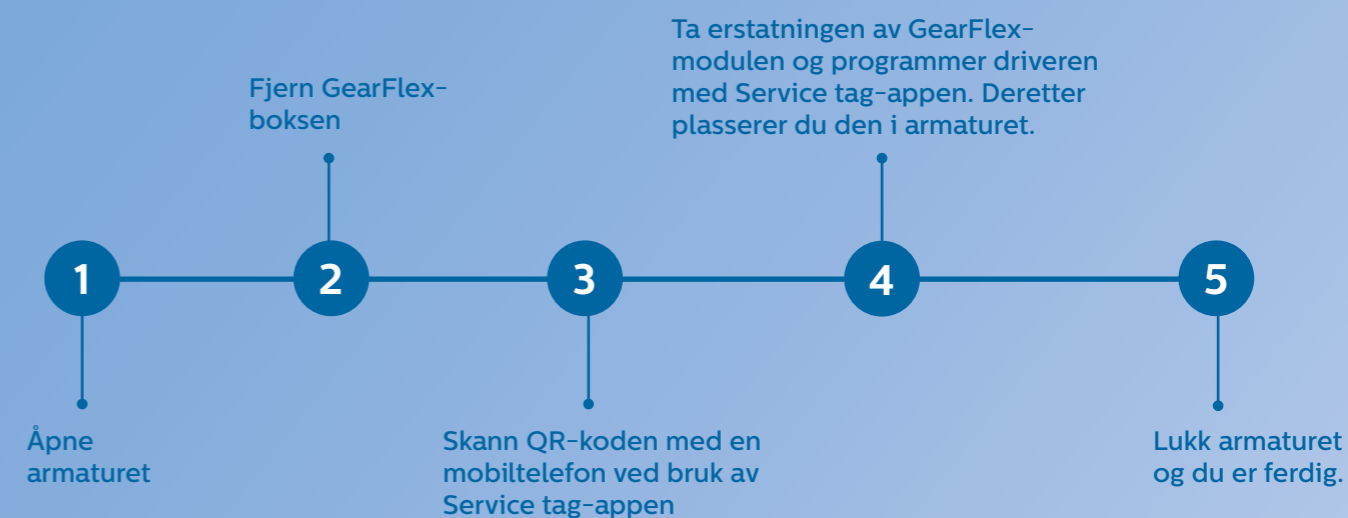 1
Åpne
armaturet
2
Fjern GearFlex-
boksen
3
Skann QR-koden med en
mobiltelefon ved bruk av
Service tag-appen
4
Ta erstatningen av GearFlex-
modulen og programmer driveren
med Service tag-appen. Deretter
plasserer du den i armaturet.
5
Lukk armaturet
og du er ferdig.